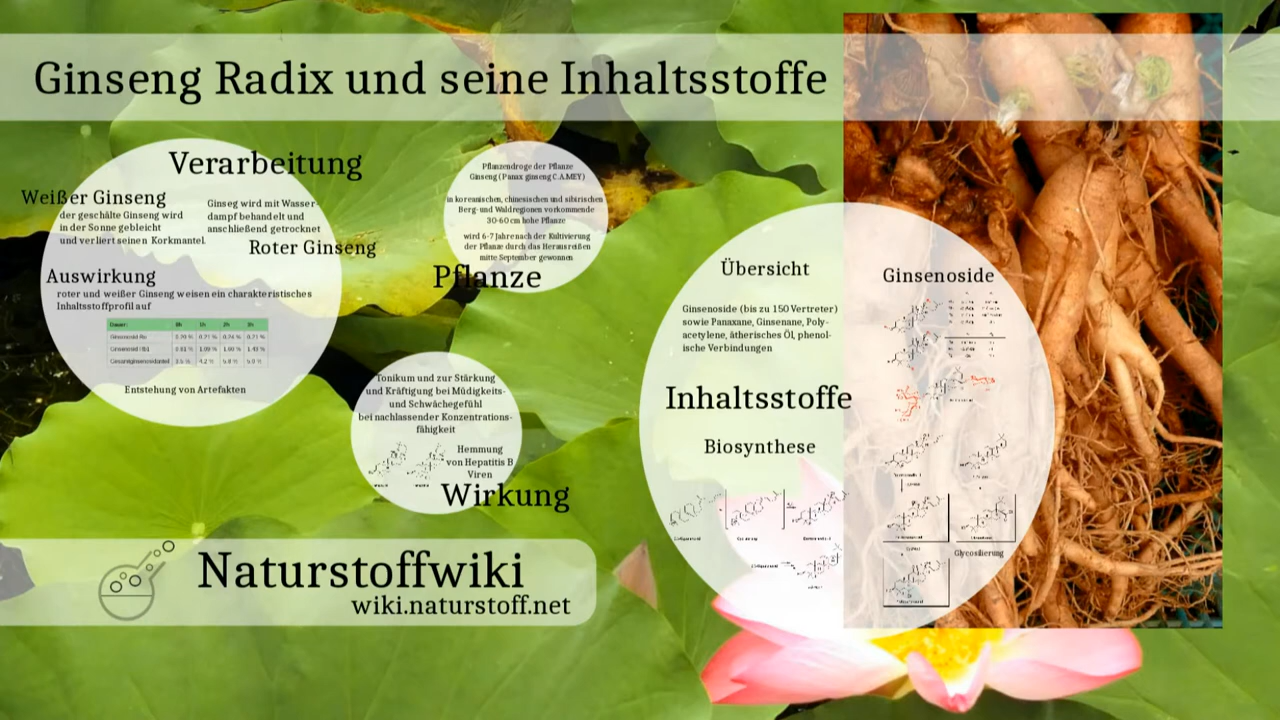 Ginseng Radix und seine Inhaltsstoffe
Verarbeitung
Weißer Ginseng
der geschälte Ginseng wird
in der Sonne gebleicht
und verliert seinen Korkmantel.
Ginseg wird mit Wasser-
dampf behandelt und
anschließend getrocknet
Roter Ginseng
Auswirkung
roter und weißer Ginseng weisen ein charakteristisches
Inhaltsstoffprofil auf
Dauer:
Entstehung von Artefakten
Pflanzendroge der Pflanze
Ginseng (Panax ginseng C.A.MEY)
in koreanischen, chinesischen und sibirischen
Berg- und Waldregionen vorkommende
30-60 cm hohe Pflanze
wird 6-7 Jahre nach der Kultivierung
der Pflanze durch das Herausreißen
mitte September gewonnen
Pflanze
Tonikum und zur Stärkung
und Kräftigung bei Müdigkeits-
und Schwächegefühl
bei nachlassender Konzentrations-
fähigkeit
Hemmung
von Hepatitis B
Viren
Wirkung
Übersicht
Ginsenoside (bis zu 150 Vertreter)
sowie Panaxane, Ginsenane, Poly-
acetylene, ätherisches Öl, phenol-
ische Verbindungen
Inhaltsstoffe
Biosynthese
Ginsenoside
Glycosilierung
Naturstoffwiki
wiki.naturstoff.net